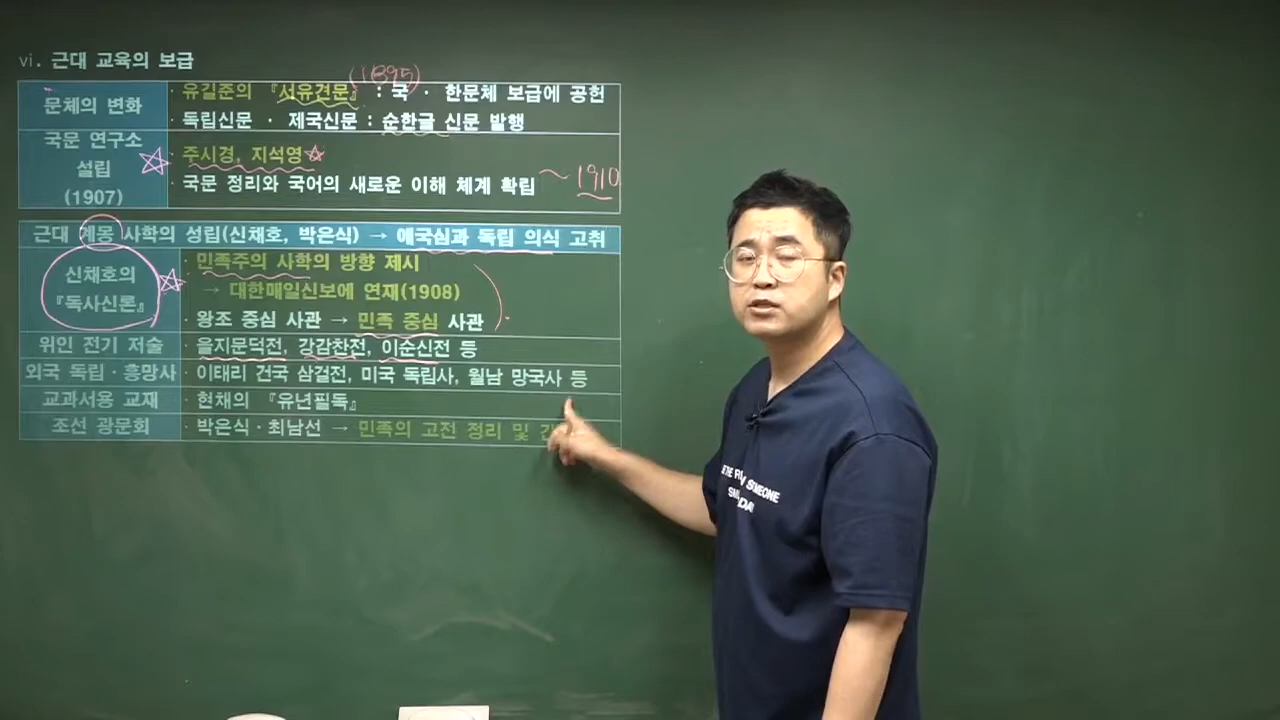 vi. 근대 교육의 보급
(1895)
문체의 변화
· 유길준의 『서유견문』 : 국 · 한문체 보급에 공헌
· 독립신문 · 제국신문 : 순한글 신문 발행
국문 연구소
설립
(1907)
· 주시경, 지석영
· 국문 정리와 국어의 새로운 이해 체계 확립 ~ 1910
근대 계몽 사학의 성립(신채호, 박은식) → 애국심과 독립 의식 고취
신채호의
『독사신론』
· 민족주의 사학의 방향 제시
→ 대한매일신보에 연재(1908)
· 왕조 중심 사관 → 민족 중심 사관
위인 전기 저술 · 을지문덕전, 강감찬전, 이순신전 등
외국 독립·흥망사 · 이태리 건국 삼걸전, 미국 독립사, 월남 망국사 등
교과서용 교재 · 현채의 『유년필독』
조선 광문회 · 박은식·최남선 → 민족의 고전 정리 및